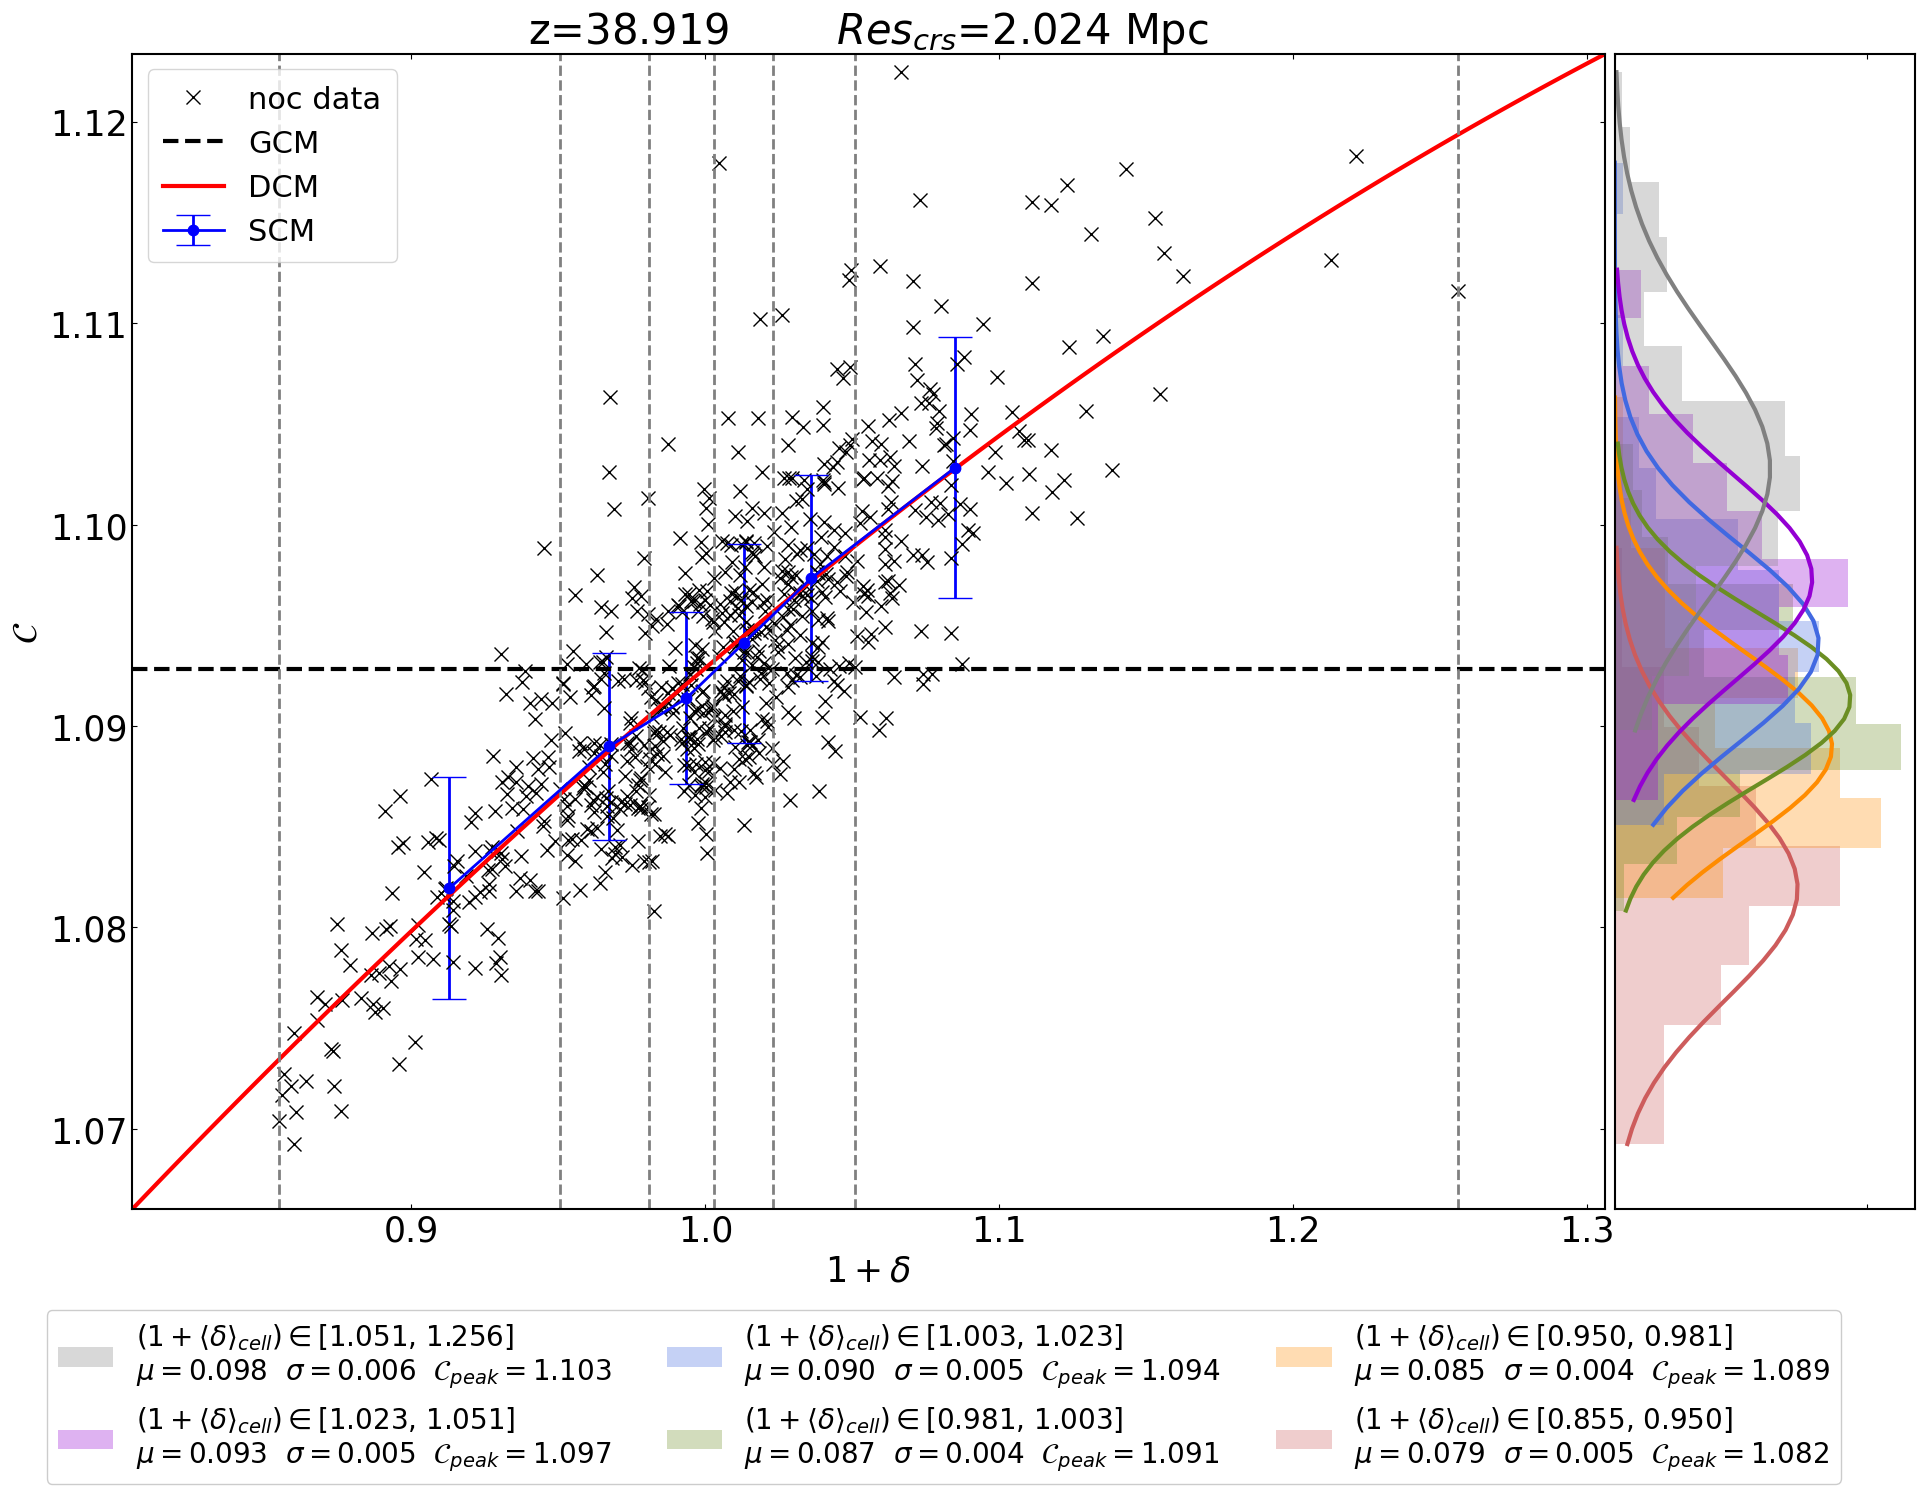 z=38.919 Res_crs=2.024 Mpc
noc data
GCM
DCM
SCM
1.12
1.11
1.10
1.09
1.08
1.07
𝒞
0.9 1.0 1.1 1.2 1.3
1 + δ
(1 + ⟨δ⟩_cell) ∈ [1.051, 1.256]
μ = 0.098 σ = 0.006 𝒞_peak = 1.103
(1 + ⟨δ⟩_cell) ∈ [1.023, 1.051]
μ = 0.093 σ = 0.005 𝒞_peak = 1.097
(1 + ⟨δ⟩_cell) ∈ [1.003, 1.023]
μ = 0.090 σ = 0.005 𝒞_peak = 1.094
(1 + ⟨δ⟩_cell) ∈ [0.981, 1.003]
μ = 0.087 σ = 0.004 𝒞_peak = 1.091
(1 + ⟨δ⟩_cell) ∈ [0.950, 0.981]
μ = 0.085 σ = 0.004 𝒞_peak = 1.089
(1 + ⟨δ⟩_cell) ∈ [0.855, 0.950]
μ = 0.079 σ = 0.005 𝒞_peak = 1.082